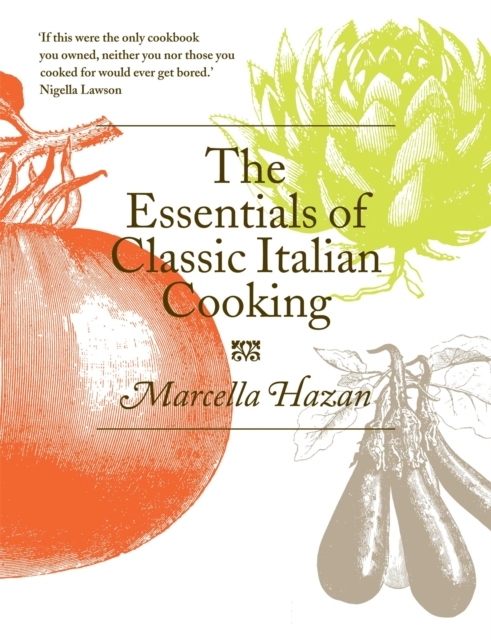 ‘If this were the only cookbook
you owned, neither you nor those you
cooked for would ever get bored.’
Nigella Lawson
The
Essentials of
Classic Italian
Cooking
Marcella Hazan